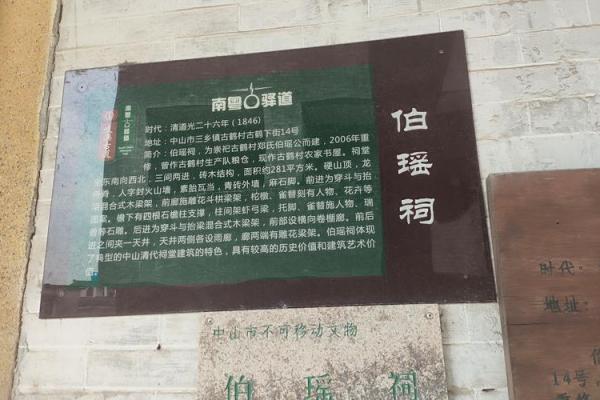 南粤古驿道
伯瑶祠
时代：清道光二十六年（1846）
地址：中山市三乡镇古鹤村古鹤下街14号
简介：伯瑶祠，为崇祀古鹤村郑氏伯瑶公而建，2006年重
修，曾作古鹤村生产队粮仓，现作古鹤村农家书屋。祠堂
坐东南向西北，三间两进、砖木结构，面积约281平方米。硬山顶，龙
脊，人字封火山墙，素胎瓦当，青砖外墙，麻石脚。前进为穿斗与抬
梁混合式木梁架，前廊施雕花斗栱梁架，柁橔、雀替刻有人物、花卉等
图案。檐下有四根石檐柱支撑，柱间架虾弓梁，托脚、雀替施人物、瑞
兽等石雕。后进为穿斗与抬梁混合式木梁架，前部设横向卷棚廊。前后
进之间夹一天井，天井两侧各设雨廊，廊两端有雕花梁架。伯瑶祠体现
了典型的中山清代祠堂建筑的特色，具有较高的历史价值和建筑艺术价
值。
中山市不可移动文物
伯瑶祠
时代：
地址：
14号